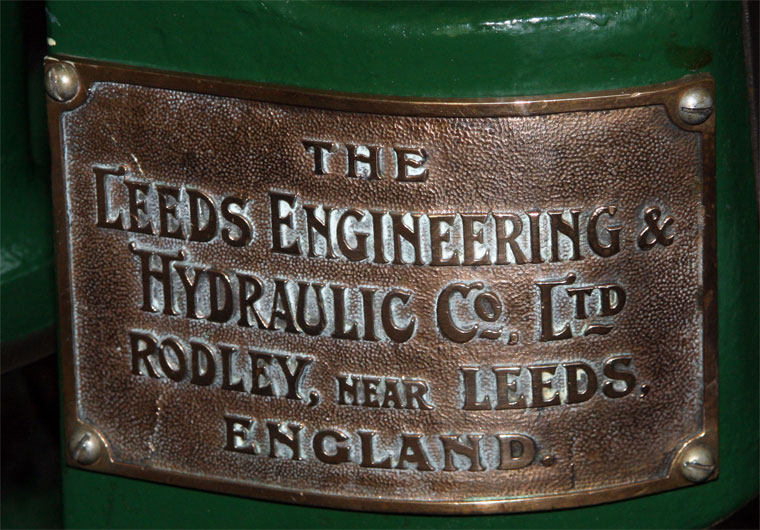 THE
LEEDS ENGINEERING &
HYDRAULIC CO. LTD
RODLEY, NEAR LEEDS.
ENGLAND.